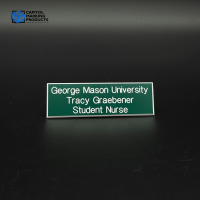 CAPITOL
MARKING
PRODUCTS
George Mason University
Tracy Graebener
Student Nurse